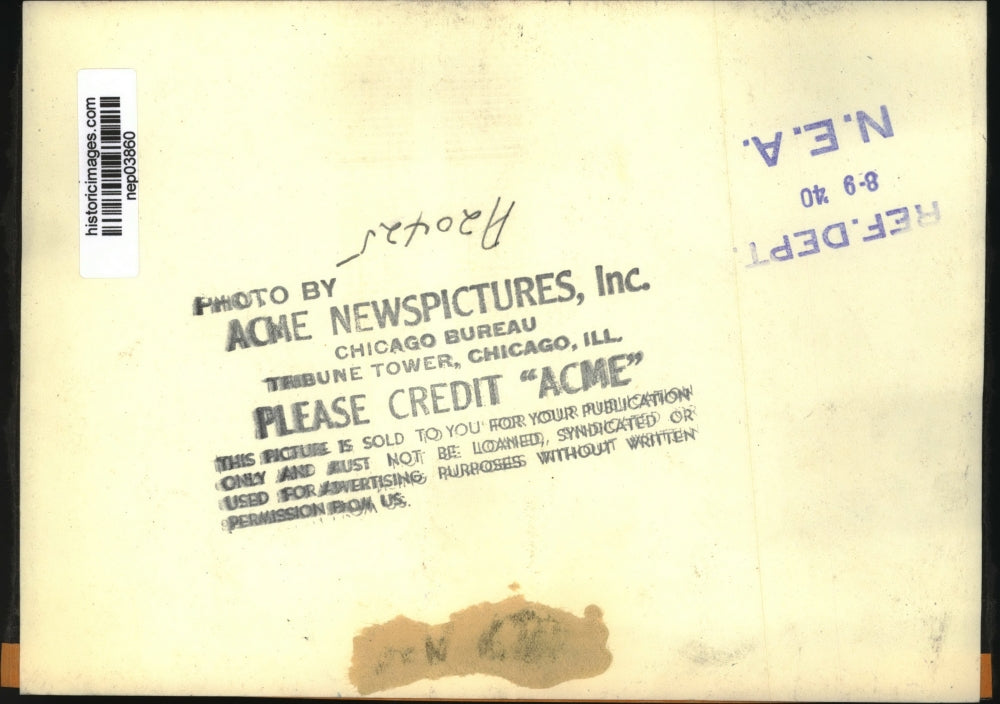 historicimages.com
nep03860
N.E.A.
8-9 '40
REF. DEPT.
A20425
PHOTO BY
ACME NEWSPICTURES, Inc.
CHICAGO BUREAU
TRIBUNE TOWER, CHICAGO, ILL.
PLEASE CREDIT "ACME"
THIS PICTURE IS SOLD TO YOU FOR YOUR PUBLICATION
ONLY AND MUST NOT BE LOANED, SYNDICATED OR
USED FOR ADVERTISING PURPOSES WITHOUT WRITTEN
PERMISSION FROM US.